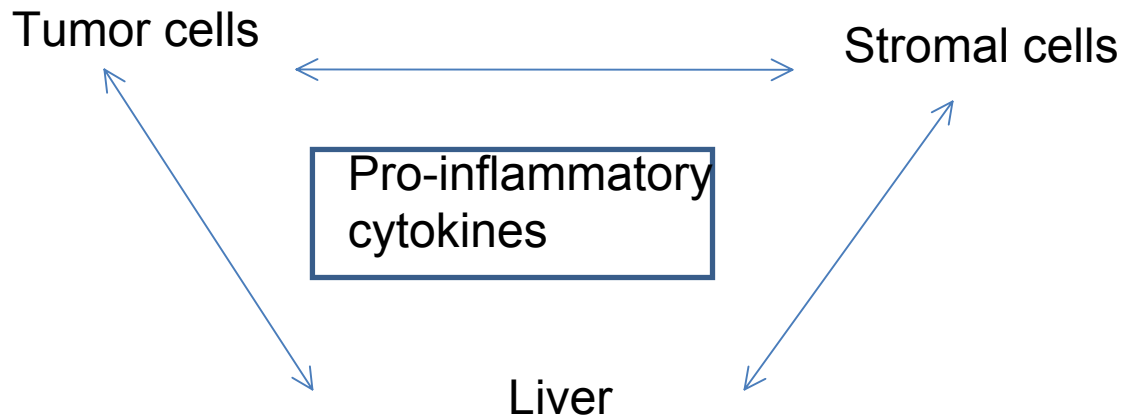 Tumor cells
Stromal cells
Pro-inflammatory
cytokines
Liver